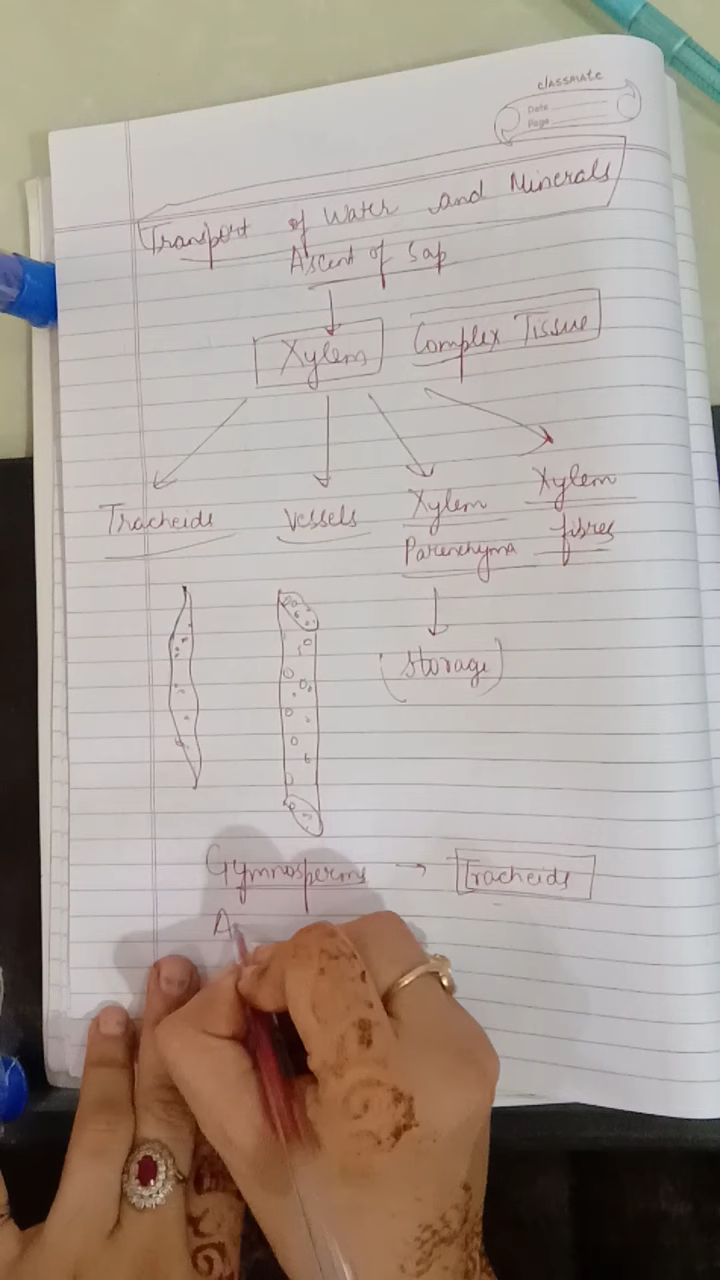 classmate
Date
Page
Transport of Water and Minerals
Ascent of Sap
Xylem Complex Tissue
Tracheids Vessels Xylem Parenchyma Xylem fibres
(Storage)
Gymnosperms → Tracheids
A